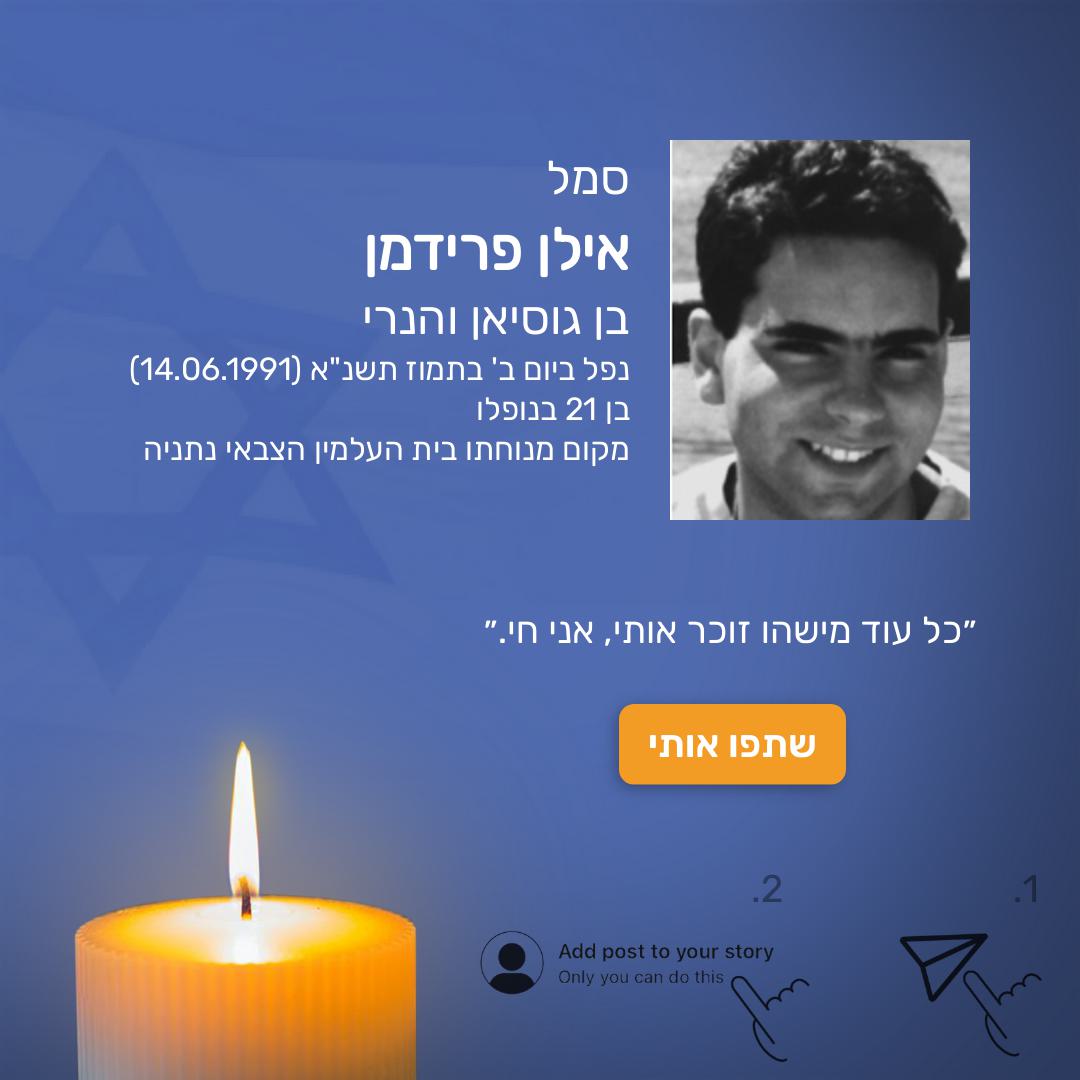 סמל
אילן פרידמן
בן גוסיאן והנרי
נפל ביום ב' בתמוז תשנ"א (14.06.1991)
בן 21 בנופלו
מקום מנוחתו בית העלמין הצבאי נתניה
״כל עוד מישהו זוכר אותי, אני חי.״
שתפו אותי
.1
.2
Add post to your story
Only you can do this